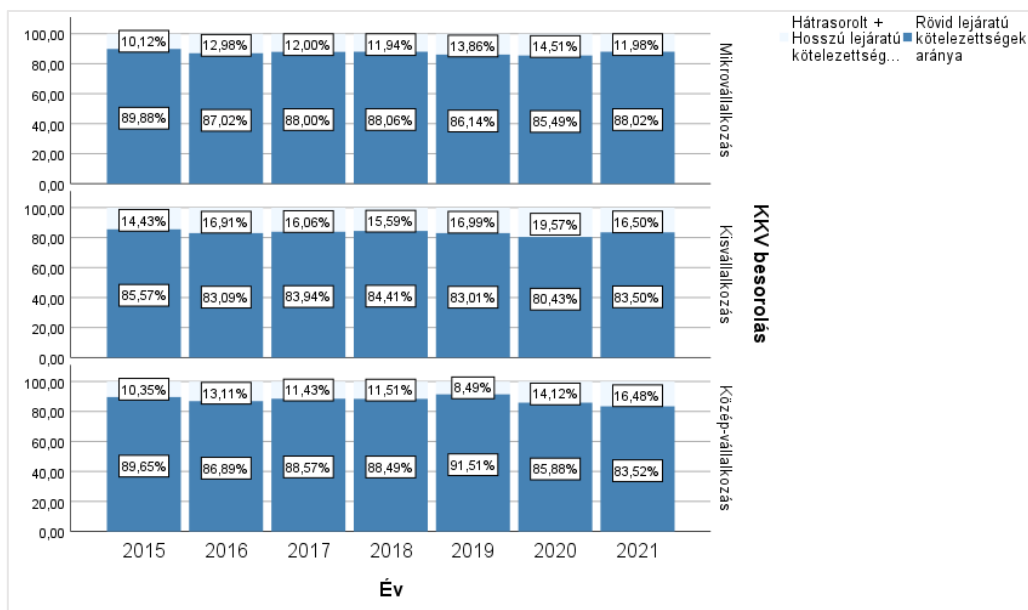 Hátrasorolt +
Hosszú lejáratú
kötelezettség...
Rövid lejáratú
kötelezettségek
aránya
100,00
80,00
60,00
40,00
20,00
0,00
10,12% 12,98% 12,00% 11,94% 13,86% 14,51% 11,98%
89,88% 87,02% 88,00% 88,06% 86,14% 85,49% 88,02%
Mikrovállalkozás
100,00
80,00
60,00
40,00
20,00
0,00
14,43% 16,91% 16,06% 15,59% 16,99% 19,57% 16,50%
85,57% 83,09% 83,94% 84,41% 83,01% 80,43% 83,50%
Kisvállalkozás
100,00
80,00
60,00
40,00
20,00
0,00
10,35% 13,11% 11,43% 11,51% 8,49% 14,12% 16,48%
89,65% 86,89% 88,57% 88,49% 91,51% 85,88% 83,52%
Közép-vállalkozás
KKV besorolás
2015 2016 2017 2018 2019 2020 2021
Év